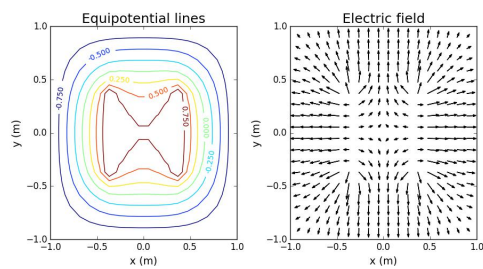 Equipotential lines
1.0
0.5
0.0
−0.5
−1.0
y (m)
-0.750
-0.500
0.250
0.500
0.750
0.000
-0.250
−1.0 −0.5 0.0 0.5 1.0
x (m)
Electric field
1.0
0.5
0.0
−0.5
−1.0
y (m)
−1.0 −0.5 0.0 0.5 1.0
x (m)